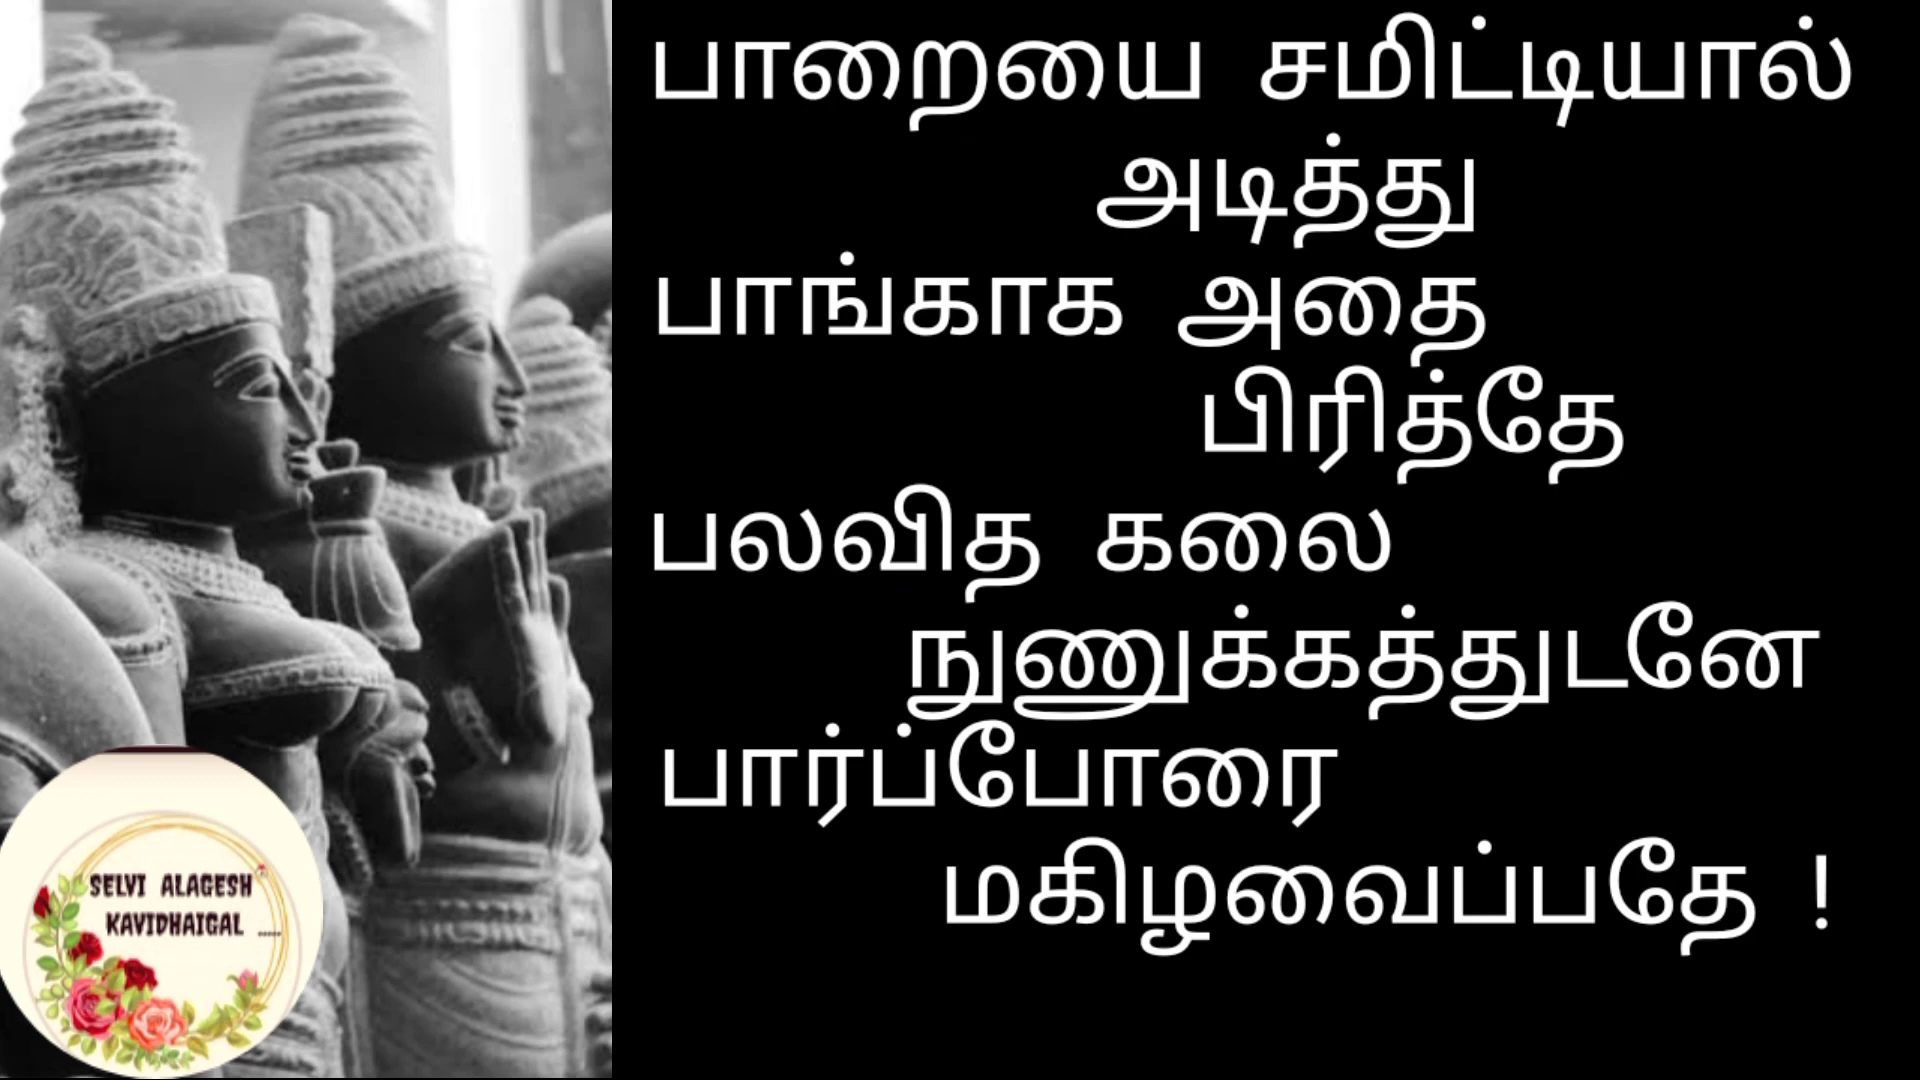 பாறையை சமிட்டியால்
அடித்து
பாங்காக அதை
பிரித்தே
பலவித கலை
நுணுக்கத்துடனே
பார்ப்போரை
மகிழவைப்பதே !
SELVI ALAGESH
KAVIDHAIGAL .....